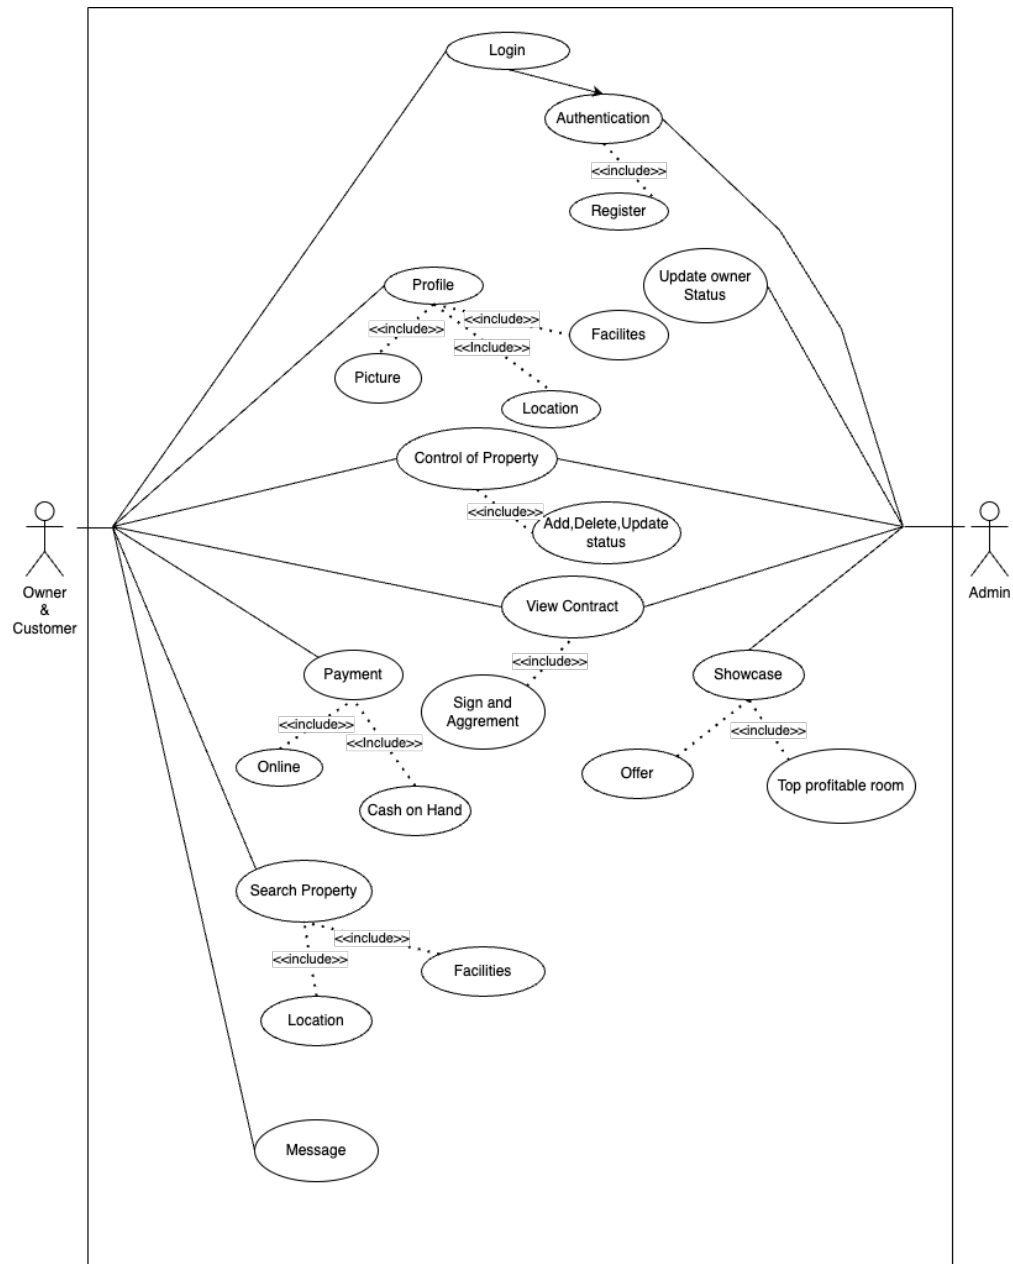 Login
Authentication
<<include>>
Register
Update owner
Status
Profile
<<include>>
<<include>>
<<Include>>
Facilites
Picture
Location
Control of Property
<<include>>
Add,Delete,Update
status
Owner
&
Customer
Admin
View Contract
<<include>>
Payment
Showcase
Sign and
Aggrement
<<include>>
<<Include>>
<<include>>
Online
Offer
Top profitable room
Cash on Hand
Search Property
<<include>>
<<include>>
Facilities
Location
Message